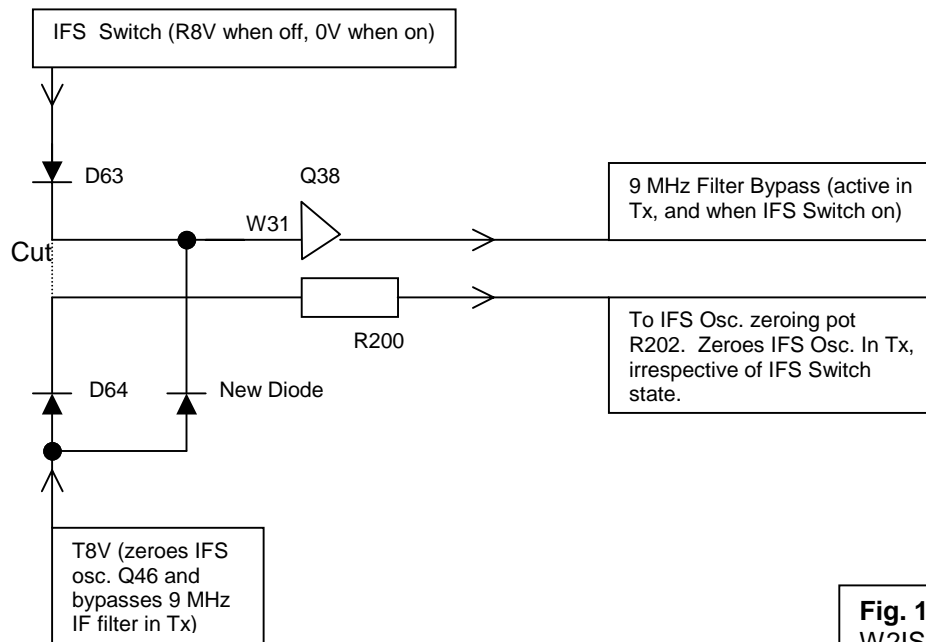 IFS Switch (R8V when off, 0V when on)
D63
Q38
9 MHz Filter Bypass (active in
Tx, and when IFS Switch on)
W31
Cut
R200
To IFS Osc. zeroing pot
R202. Zeroes IFS Osc. In Tx,
irrespective of IFS Switch
state.
D64
New Diode
T8V (zeroes IFS
osc. Q46 and
bypasses 9 MHz
IF filter in Tx)
Fig. 1
W2IS